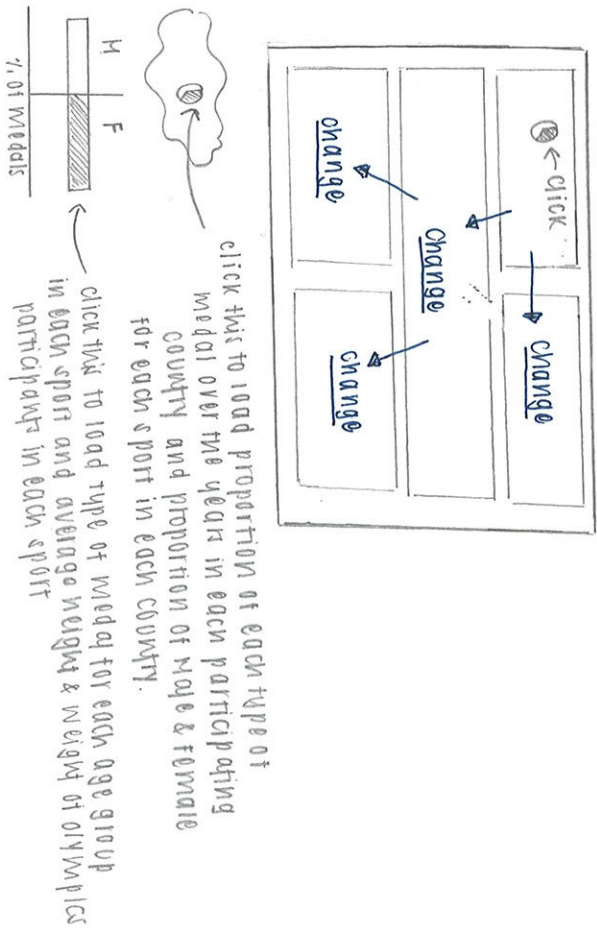 click
change
change
change
change
click this to load proportion of each type of
medal over the years in each participating
county and proportion of male & female
for each sport in each county.
M F
% of medals
click this to load type of medal for each age group
in each sport and average height & weight of olympics
participants in each sport